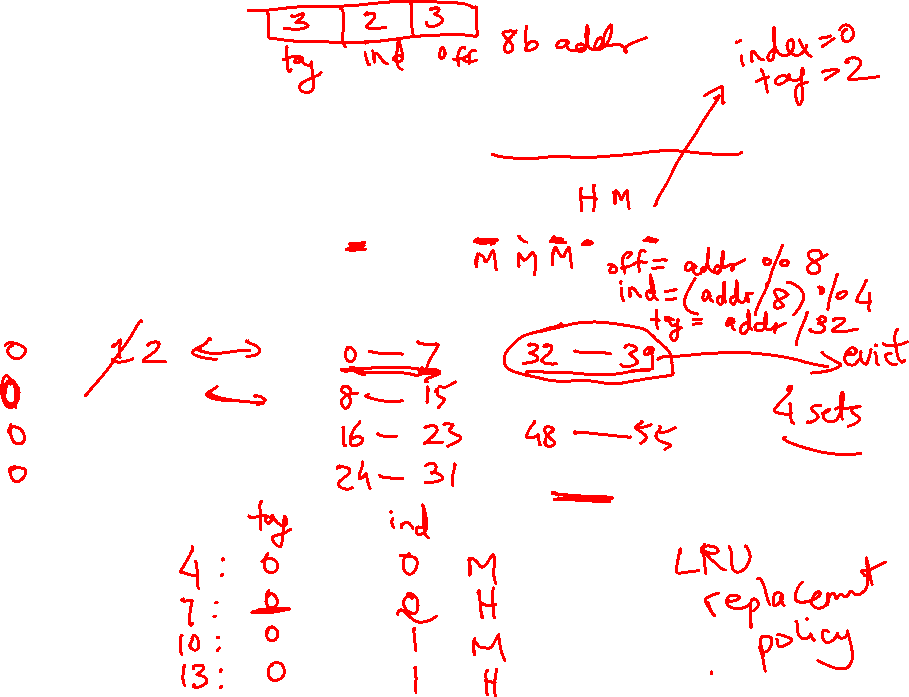 3 2 3
tag ind off 8b addr
index=0
tag=2
H M
M M M
off= addr % 8
ind=(addr/8) % 4
tag= addr /32
0 2 0 — 7 32 — 39 evict
0 8 — 15 4 sets
0 16 — 23 48 — 55
0 24 — 31
tag ind
4: 0 0 M
7: 0 0 H
10: 0 1 M
13: 0 1 H
LRU
replacemnt
policy